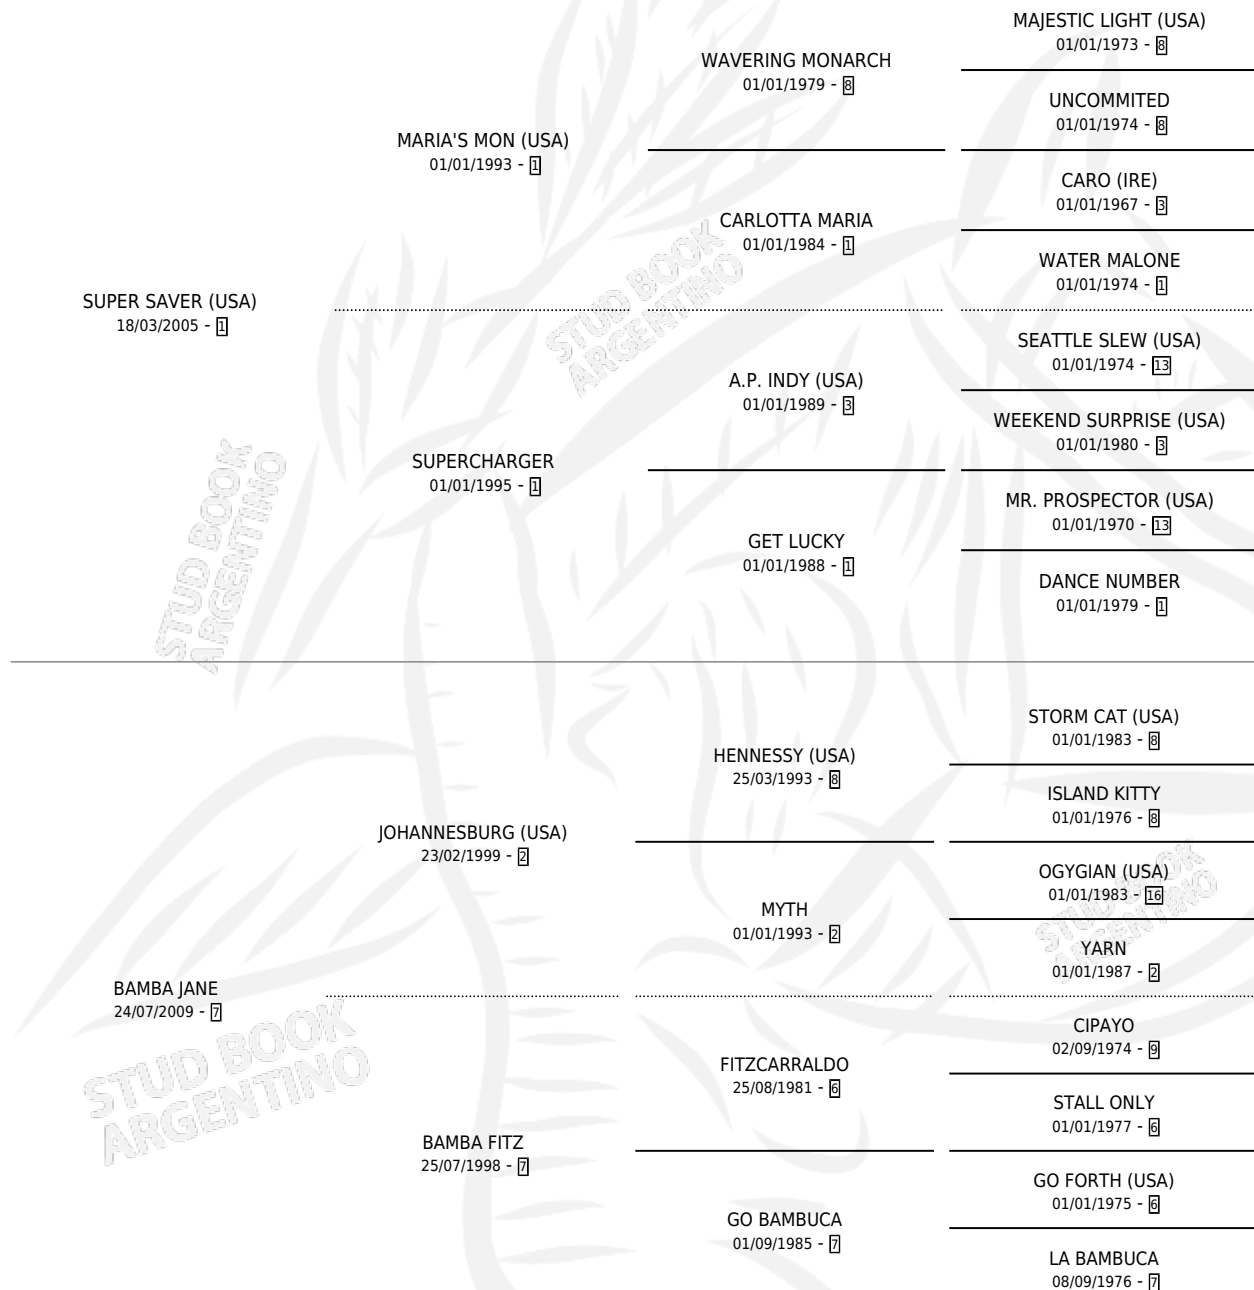 MAJESTIC LIGHT (USA)
01/01/1973 - 8
WAVERING MONARCH
01/01/1979 - 8
UNCOMMITED
01/01/1974 - 8
MARIA'S MON (USA)
01/01/1993 - 1
CARO (IRE)
01/01/1967 - 3
CARLOTTA MARIA
01/01/1984 - 1
WATER MALONE
01/01/1974 - 1
SUPER SAVER (USA)
18/03/2005 - 1
SEATTLE SLEW (USA)
01/01/1974 - 13
A.P. INDY (USA)
01/01/1989 - 3
WEEKEND SURPRISE (USA)
01/01/1980 - 3
SUPERCHARGER
01/01/1995 - 1
MR. PROSPECTOR (USA)
01/01/1970 - 13
GET LUCKY
01/01/1988 - 1
DANCE NUMBER
01/01/1979 - 1
STUD BOOK
ARGENTINO
STUD BOOK
ARGENTINO
STORM CAT (USA)
01/01/1983 - 8
HENNESSY (USA)
25/03/1993 - 8
ISLAND KITTY
01/01/1976 - 8
JOHANNESBURG (USA)
23/02/1999 - 2
OGYGIAN (USA)
01/01/1983 - 16
MYTH
01/01/1993 - 2
YARN
01/01/1987 - 2
BAMBA JANE
24/07/2009 - 7
CIPAYO
02/09/1974 - 9
FITZCARRALDO
25/08/1981 - 6
STALL ONLY
01/01/1977 - 6
BAMBA FITZ
25/07/1998 - 7
GO FORTH (USA)
01/01/1975 - 6
GO BAMBUCA
01/09/1985 - 7
LA BAMBUCA
08/09/1976 - 7
STUD BOOK
ARGENTINO
STUD BOOK
ARGENTINO